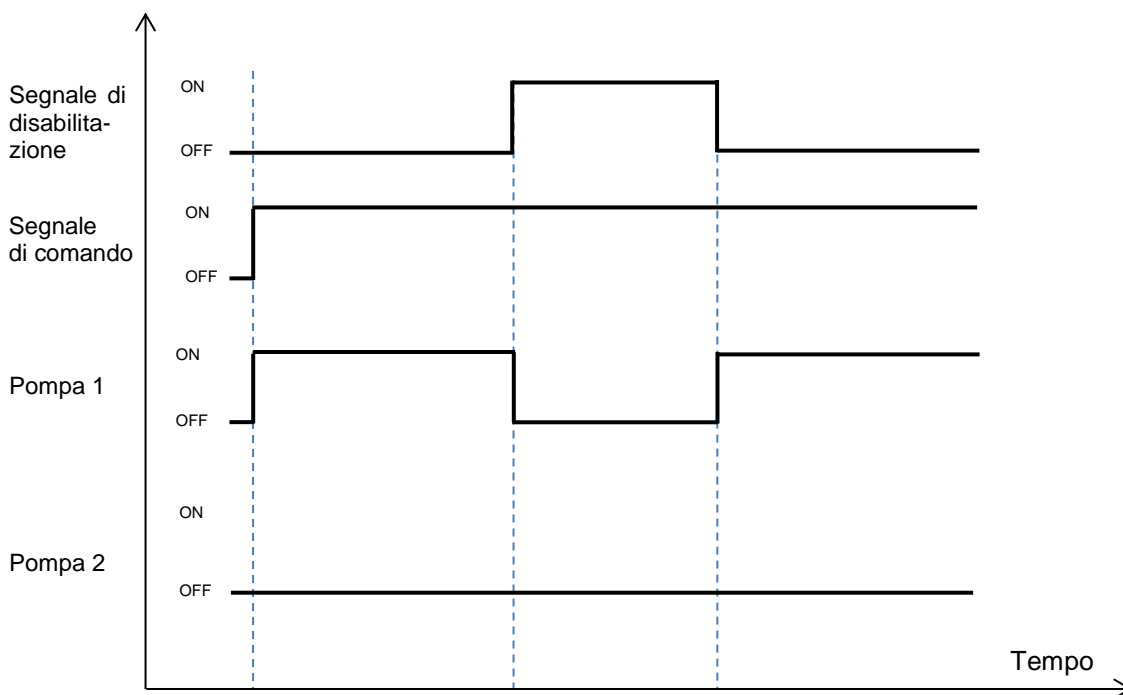 Segnale di
disabilita-
zione
ON
OFF
Segnale
di comando
ON
OFF
Pompa 1
ON
OFF
Pompa 2
ON
OFF
Tempo